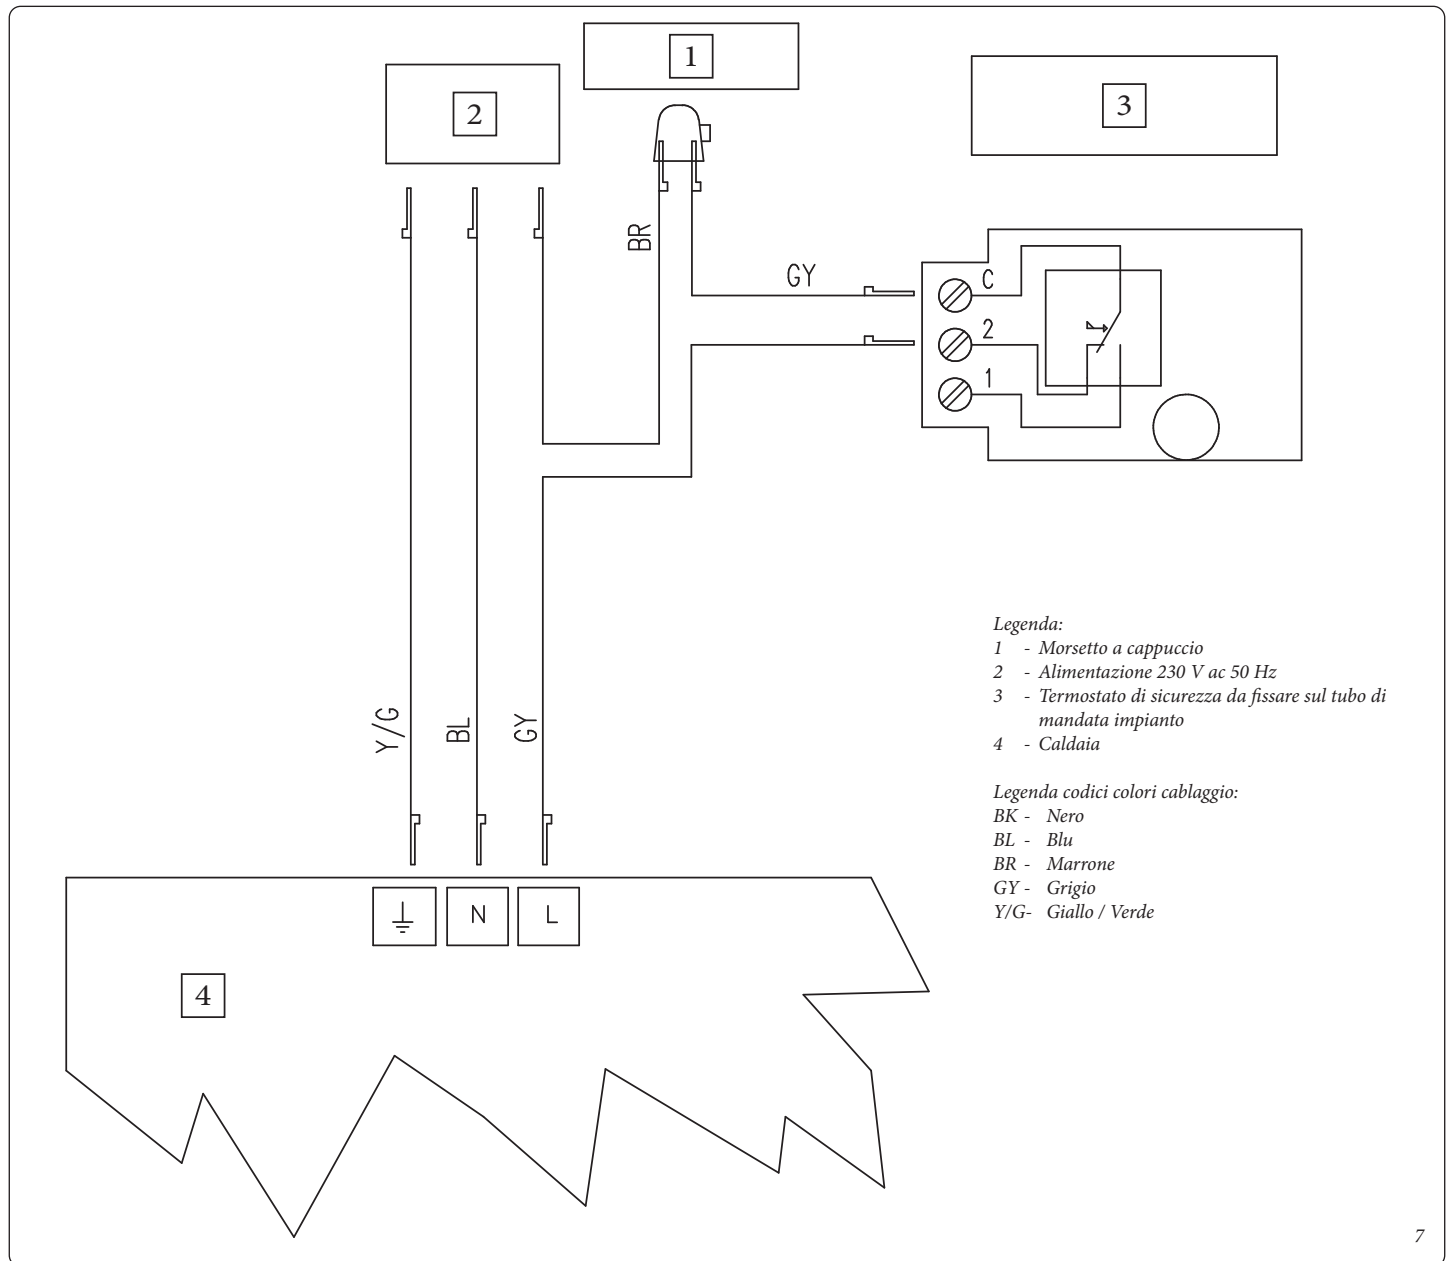 1
2
3
BR
GY
C
2
1
Y/G
BL
GY
N
L
4
Legenda:
1 - Morsetto a cappuccio
2 - Alimentazione 230 V ac 50 Hz
3 - Termostato di sicurezza da fissare sul tubo di
mandata impianto
4 - Caldaia
Legenda codici colori cablaggio:
BK - Nero
BL - Blu
BR - Marrone
GY - Grigio
Y/G- Giallo / Verde
7